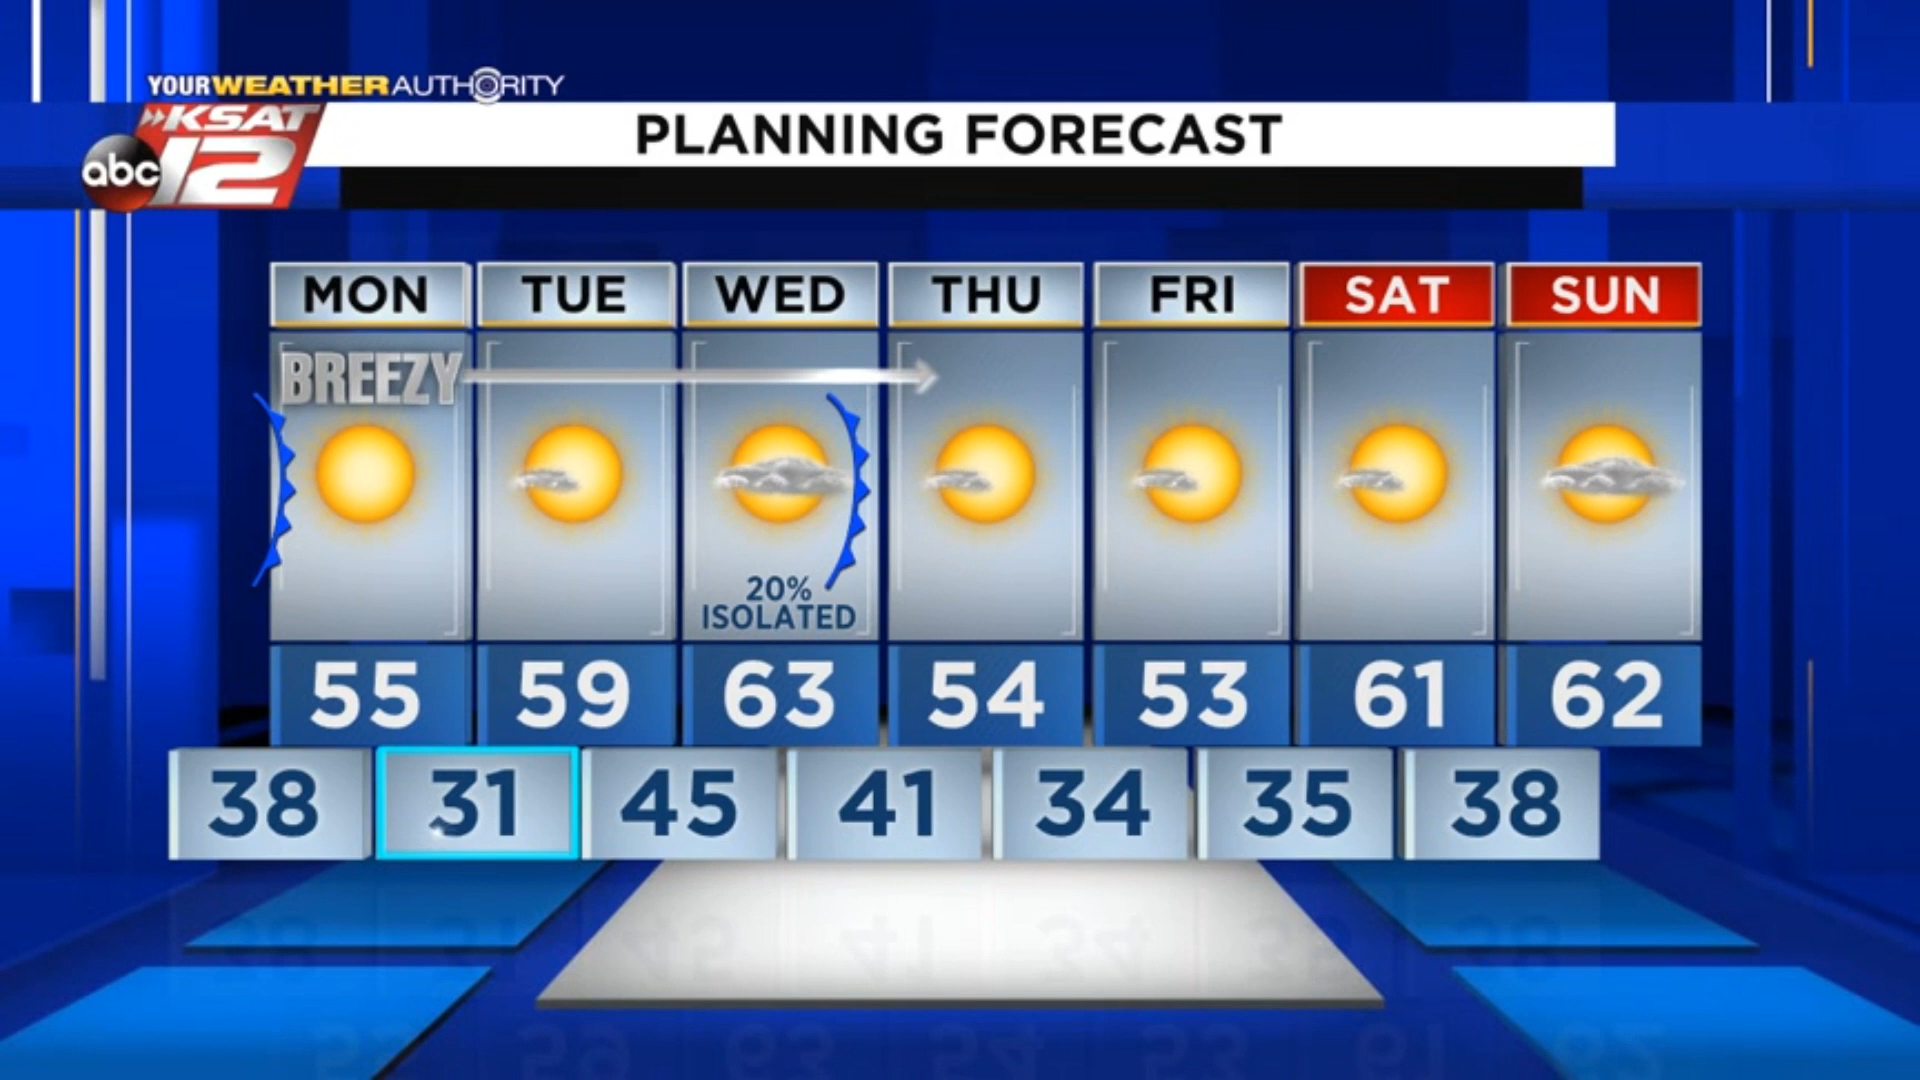 YOURWEATHERAUTHORITY
KSAT
abc 12
PLANNING FORECAST
MON TUE WED THU FRI SAT SUN
BREEZY
20%
ISOLATED
55 59 63 54 53 61 62
38 31 45 41 34 35 38